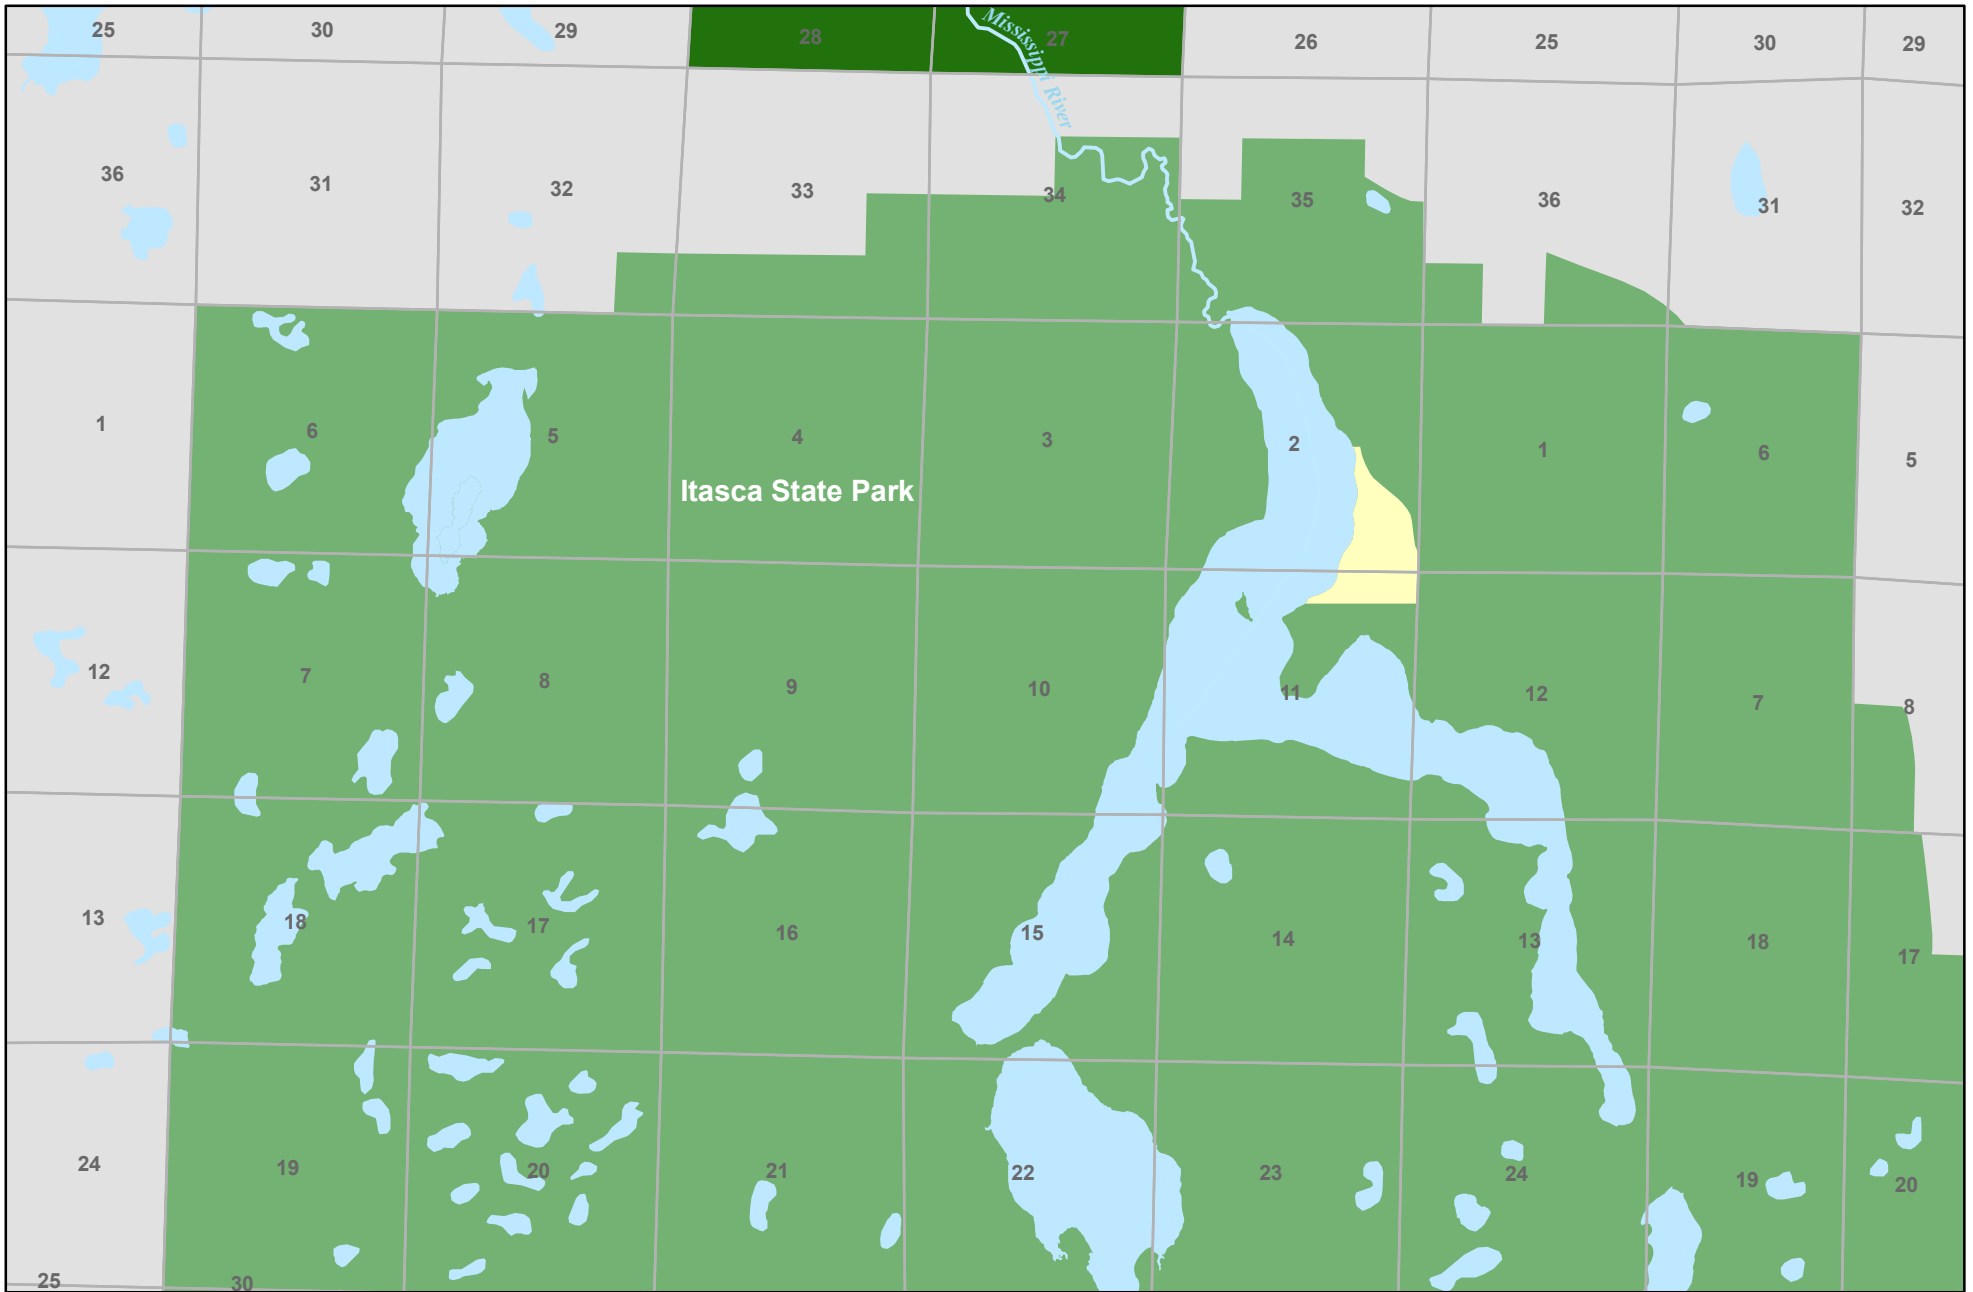 25 30 29 28 27 26 25 30 29
Mississippi River
36 31 32 33 34 35 36 31 32
1 6 5 4 3 2 1 6 5
Itasca State Park
12 7 8 9 10 11 12 7 8
13 18 17 16 15 14 13 18 17
24 19 20 21 22 23 24 19 20
25 30